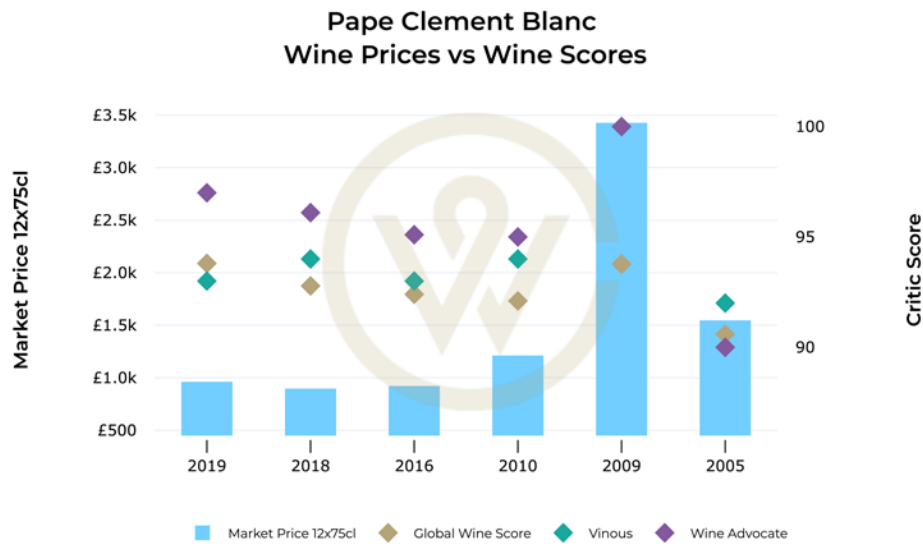 Pape Clement Blanc
Wine Prices vs Wine Scores
Market Price 12x75cl
£3.5k
£3.0k
£2.5k
£2.0k
£1.5k
£1.0k
£500
100
95
90
Critic Score
2019 2018 2016 2010 2009 2005
Market Price 12x75cl Global Wine Score Vinous Wine Advocate